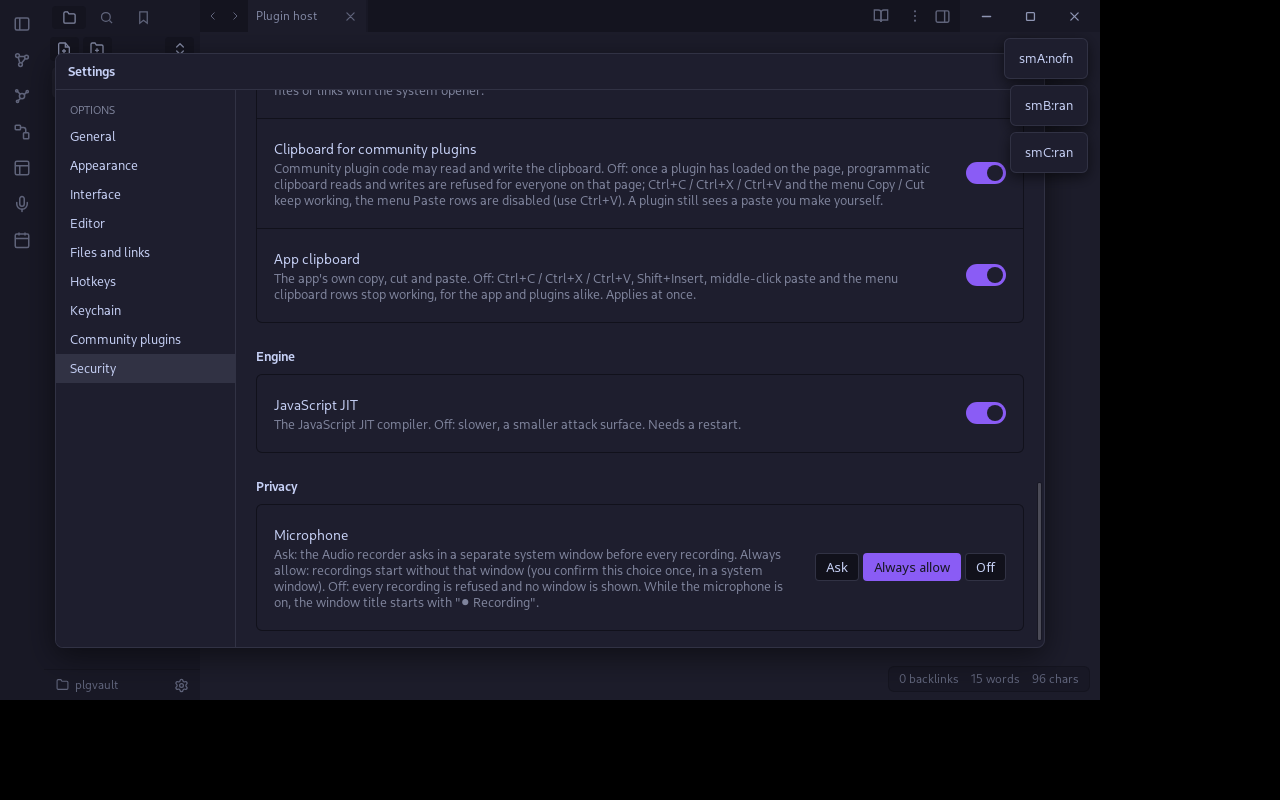 Plugin host
smA:nofn
Settings
smB:ran
smC:ran
OPTIONS
General
Appearance
Interface
Editor
Files and links
Hotkeys
Keychain
Community plugins
Security
files or links with the system opener.
Clipboard for community plugins
Community plugin code may read and write the clipboard. Off: once a plugin has loaded on the page, programmatic
clipboard reads and writes are refused for everyone on that page; Ctrl+C / Ctrl+X / Ctrl+V and the menu Copy / Cut
keep working, the menu Paste rows are disabled (use Ctrl+V). A plugin still sees a paste you make yourself.
App clipboard
The app's own copy, cut and paste. Off: Ctrl+C / Ctrl+X / Ctrl+V, Shift+Insert, middle-click paste and the menu
clipboard rows stop working, for the app and plugins alike. Applies at once.
Engine
JavaScript JIT
The JavaScript JIT compiler. Off: slower, a smaller attack surface. Needs a restart.
Privacy
Microphone
Ask: the Audio recorder asks in a separate system window before every recording. Always
allow: recordings start without that window (you confirm this choice once, in a system
window). Off: every recording is refused and no window is shown. While the microphone is
on, the window title starts with "● Recording".
Ask Always allow Off
plgvault
0 backlinks 15 words 96 chars